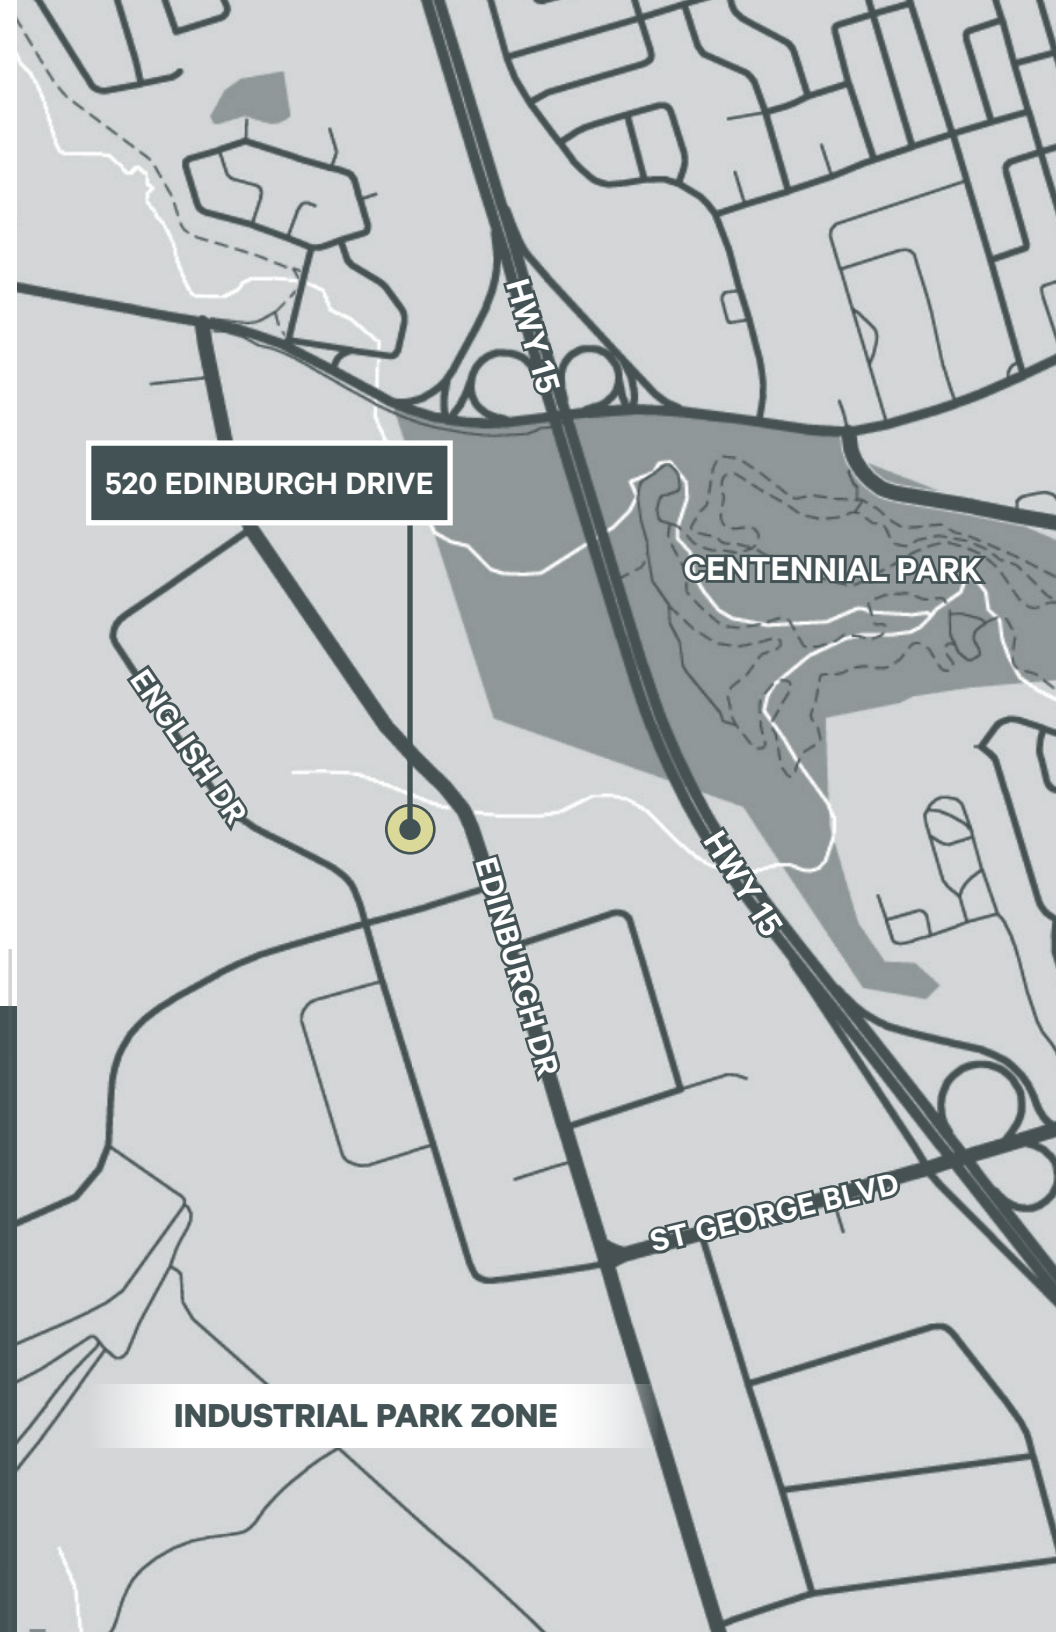 HWY 15
520 EDINBURGH DRIVE
CENTENNIAL PARK
ENGLISH DR
HWY 15
EDINBURGH DR
ST GEORGE BLVD
INDUSTRIAL PARK ZONE